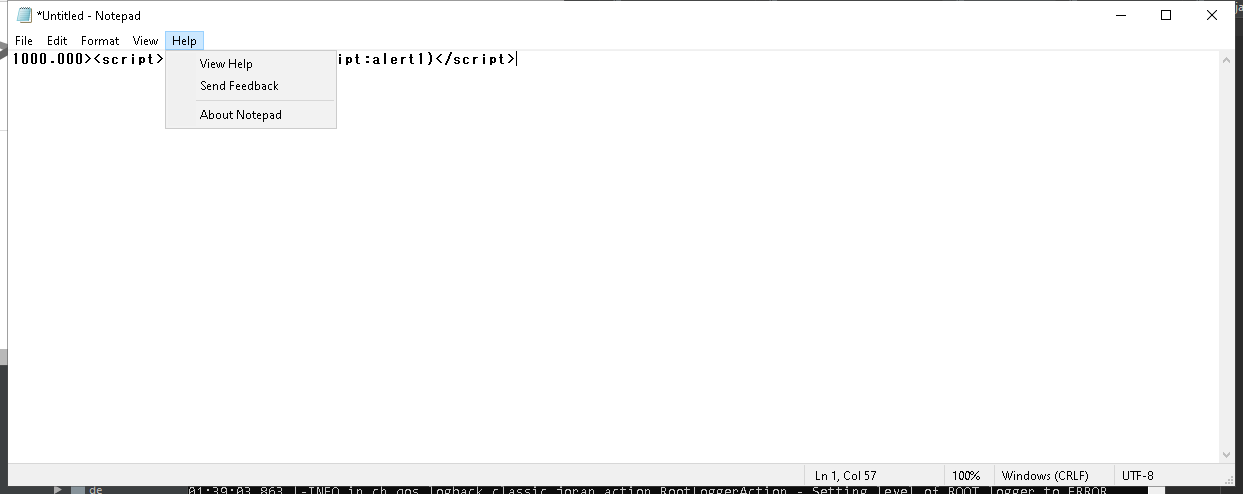 *Untitled - Notepad
File Edit Format View Help
1000.000><script> ipt:alert1)</script>
View Help
Send Feedback
About Notepad
Ln 1, Col 57 100% Windows (CRLF) UTF-8
de 01:39:03,863 |-INFO in ch.qos.logback.classic.joran.action.RootLoggerAction - Setting level of ROOT logger to ERROR